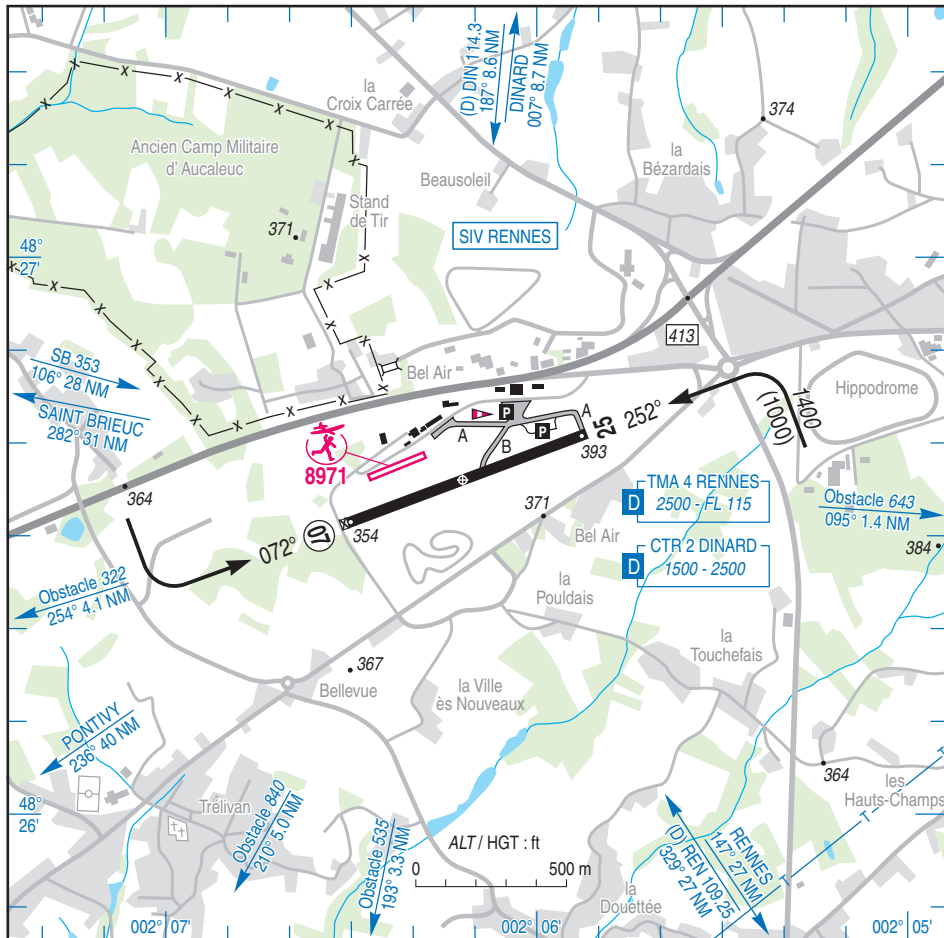 la
Croix Carrée
(D) DIN 114.3
187° 8.6 NM
DINARD
007° 8.7 NM
374
Ancien Camp Militaire
d' Aucaleuc
la
Bézardais
Beausoleil
Stand
de Tir
371
SIV RENNES
48°
27'
X X X X X X X X X X X X X X X X X X X X
413
SB 353
106° 28 NM
SAINT BRIEUC
282° 31 NM
Bel Air
Hippodrome
1400
(1000)
P
A
A
B
P
25
252°
393
8971
364
072°
07
X
354
371
Bel Air
D
TMA 4 RENNES
2500 - FL 115
Obstacle 643
095° 1.4 NM
384
D
CTR 2 DINARD
1500 - 2500
Obstacle 322
254° 4.1 NM
la
Pouldais
la
Touchefais
367
Bellevue
la Ville
ès Nouveaux
PONTIVY
236° 40 NM
364
les
Hauts-Champs
48°
26'
Trélivan
Obstacle 840
210° 5.0 NM
Obstacle 535
193° 3.3 NM
ALT / HGT : ft
0 500 m
RENNES
147° 27 NM
(D) REN 109.25
329° 27 NM
T
T
T
la
Douettée
002° 07'
002° 06'
002° 05'